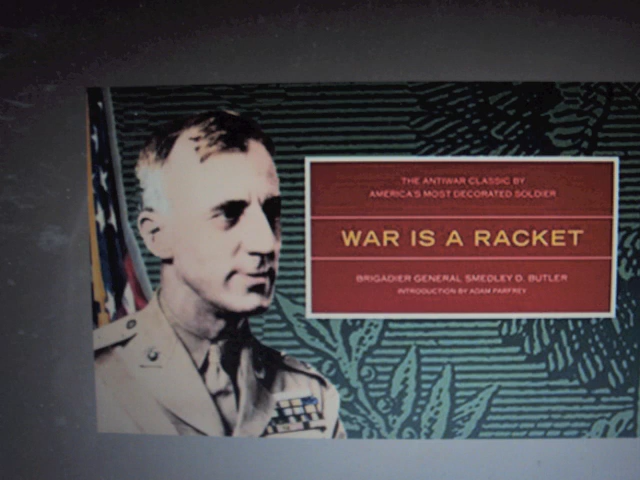 THE ANTIWAR CLASSIC BY
AMERICA'S MOST DECORATED SOLDIER
WAR IS A RACKET
BRIGADIER GENERAL SMEDLEY D. BUTLER
INTRODUCTION BY ADAM PARFREY